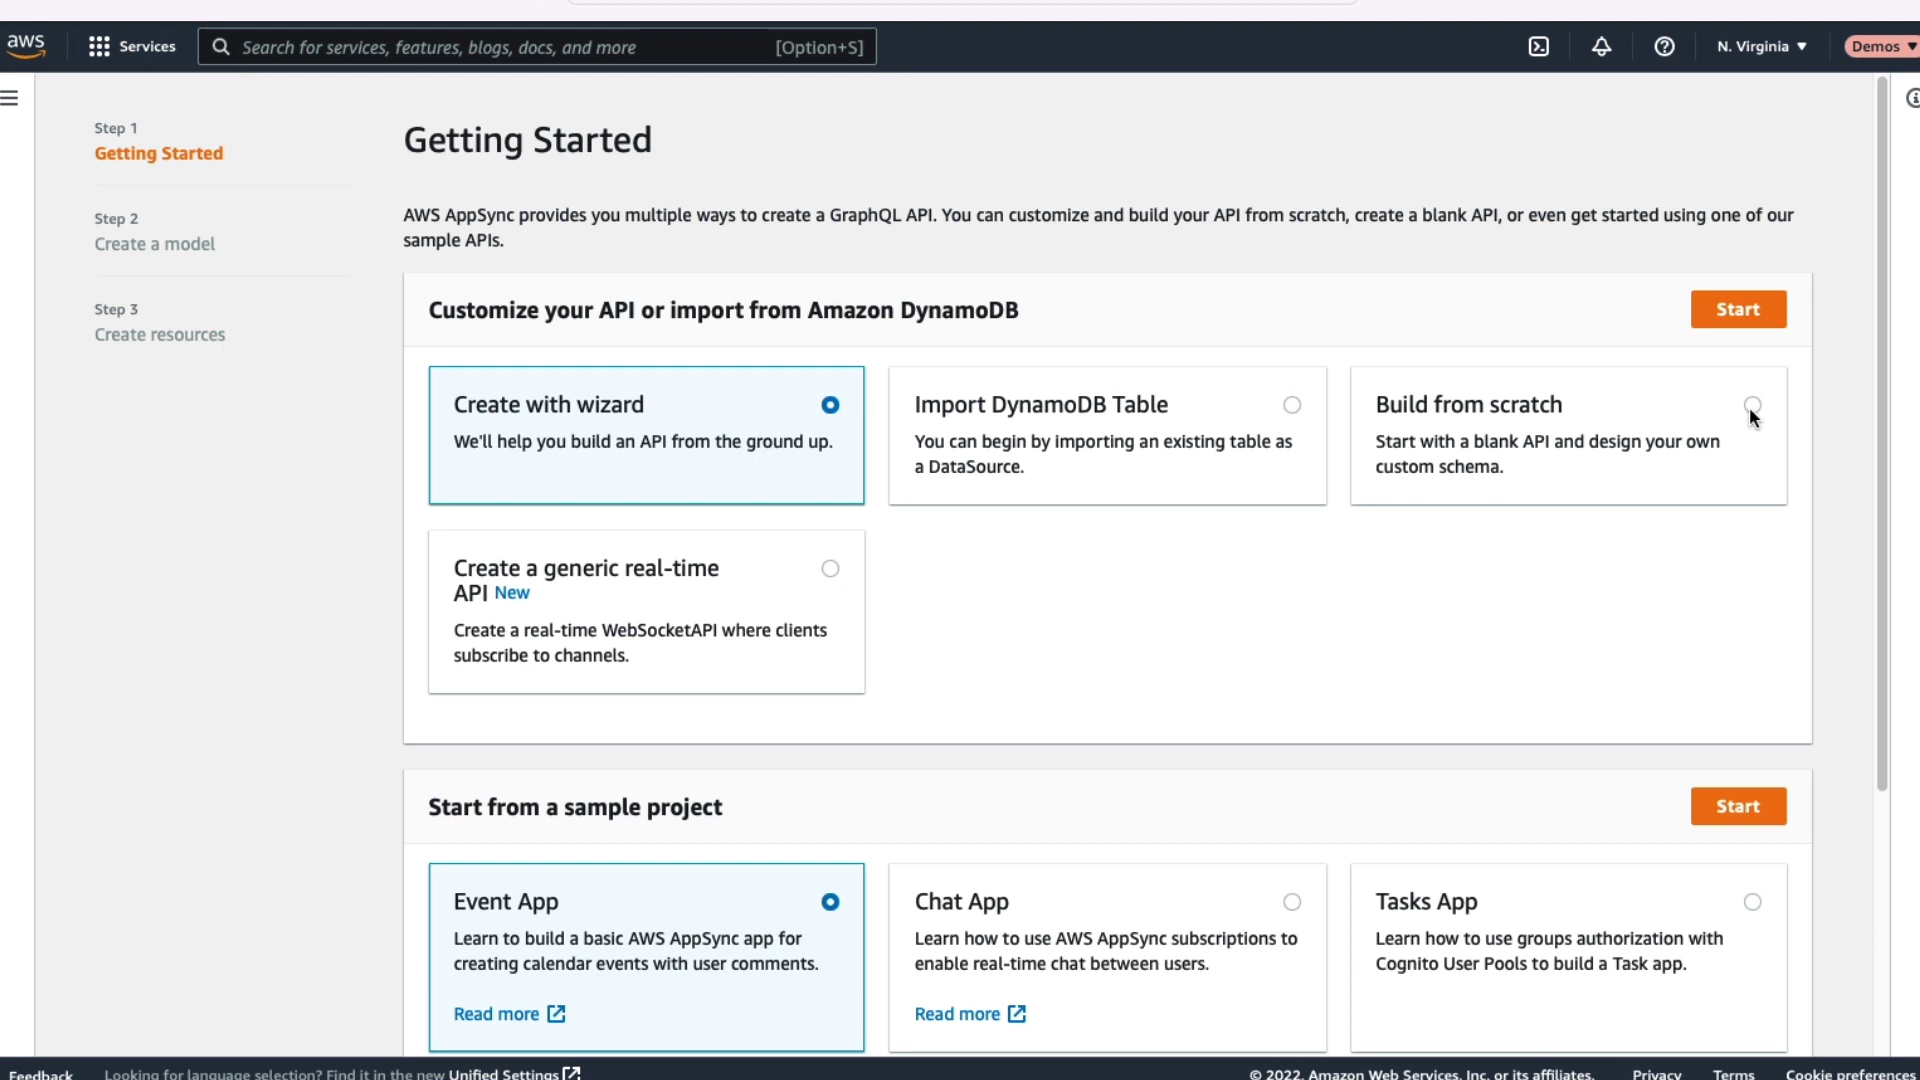 aws
Services
Search for services, features, blogs, docs, and more [Option+S]
N. Virginia ▼
Demos ▼
Step 1
Getting Started
Step 2
Create a model
Step 3
Create resources
Getting Started
AWS AppSync provides you multiple ways to create a GraphQL API. You can customize and build your API from scratch, create a blank API, or even get started using one of our
sample APIs.
Customize your API or import from Amazon DynamoDB
Start
Create with wizard
We'll help you build an API from the ground up.
Import DynamoDB Table
You can begin by importing an existing table as
a DataSource.
Build from scratch
Start with a blank API and design your own
custom schema.
Create a generic real-time
API New
Create a real-time WebSocketAPI where clients
subscribe to channels.
Start from a sample project
Start
Event App
Learn to build a basic AWS AppSync app for
creating calendar events with user comments.
Read more
Chat App
Learn how to use AWS AppSync subscriptions to
enable real-time chat between users.
Read more
Tasks App
Learn how to use groups authorization with
Cognito User Pools to build a Task app.
Feedback
Looking for language selection? Find it in the new Unified Settings
© 2022, Amazon Web Services, Inc. or its affiliates.
Privacy
Terms
Cookie preferences